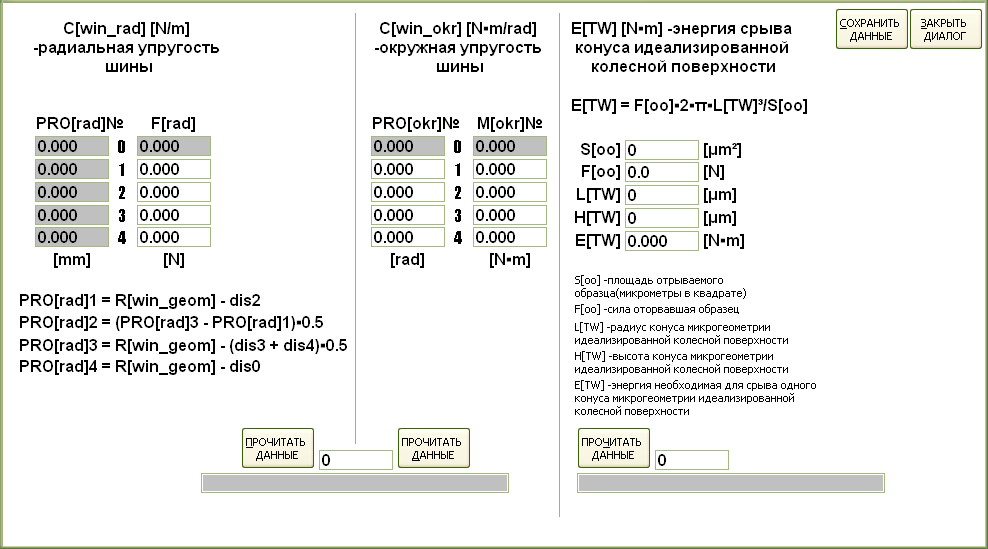 C[win_rad] [N/m]
-радиальная упругость
шины
PRO[rad]№ F[rad]
0.000 0 0.000
0.000 1 0.000
0.000 2 0.000
0.000 3 0.000
0.000 4 0.000
[mm] [N]
PRO[rad]1 = R[win_geom] - dis2
PRO[rad]2 = (PRO[rad]3 - PRO[rad]1)▪0.5
PRO[rad]3 = R[win_geom] - (dis3 + dis4)▪0.5
PRO[rad]4 = R[win_geom] - dis0
C[win_okr] [N▪m/rad]
-окружная упругость
шины
PRO[okr]№ M[okr]№
0.000 0 0.000
0.000 1 0.000
0.000 2 0.000
0.000 3 0.000
0.000 4 0.000
[rad] [N▪m]
ПРОЧИТАТЬ
ДАННЫЕ
0
ПРОЧИТАТЬ
ДАННЫЕ
E[TW] [N▪m] -энергия срыва
конуса идеализированной
колесной поверхности
E[TW] = F[oo]▪2▪π▪L[TW]³/S[oo]
S[oo] 0 [µm²]
F[oo] 0.0 [N]
L[TW] 0 [µm]
H[TW] 0 [µm]
E[TW] 0.000 [N▪m]
S[oo] -площадь отрываемого
образца(микрометры в квадрате)
F[oo] -сила оторвавшая образец
L[TW] -радиус конуса микрогеометрии
идеализированной колесной поверхности
H[TW] -высота конуса микрогеометрии
идеализированной колесной поверхности
E[TW] -энергия необходимая для срыва одного
конуса микрогеометрии идеализированной
колесной поверхности
ПРОЧИТАТЬ
ДАННЫЕ
0
СОХРАНИТЬ
ДАННЫЕ
ЗАКРЫТЬ
ДИАЛОГ